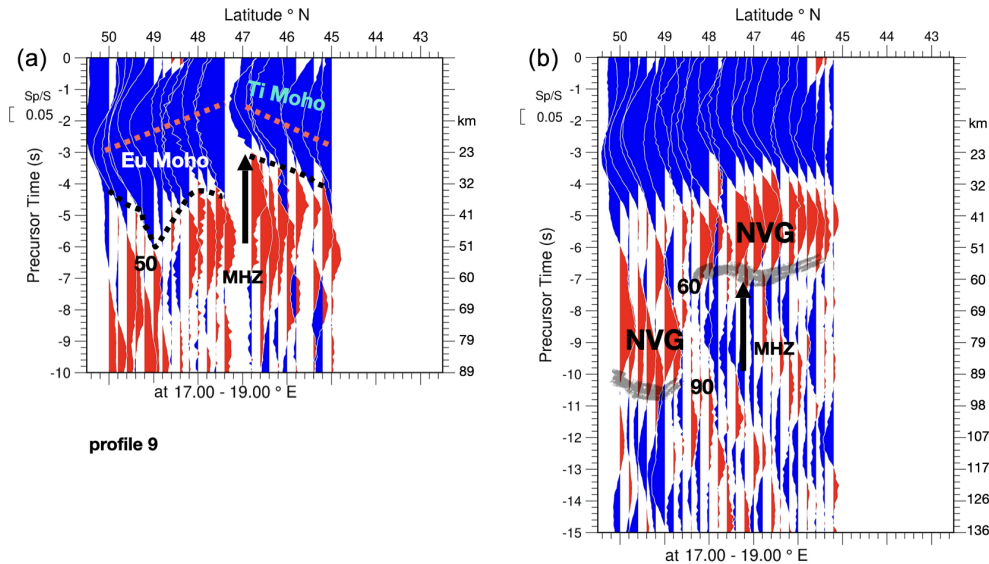 (a)
Latitude ° N
50 49 48 47 46 45 44 43
Sp/S
0.05
Precursor Time (s)
0
-1
-2
-3
-4
-5
-6
-7
-8
-9
-10
km
23
32
41
51
60
69
79
89
Ti Moho
Eu Moho
50
MHZ
at 17.00 - 19.00 ° E
profile 9
(b)
Latitude ° N
50 49 48 47 46 45 44 43
Sp/S
0.05
Precursor Time (s)
0
-1
-2
-3
-4
-5
-6
-7
-8
-9
-10
-11
-12
-13
-14
-15
km
23
32
41
51
60
69
79
89
98
107
117
126
136
NVG
60
NVG
MHZ
90
at 17.00 - 19.00 ° E